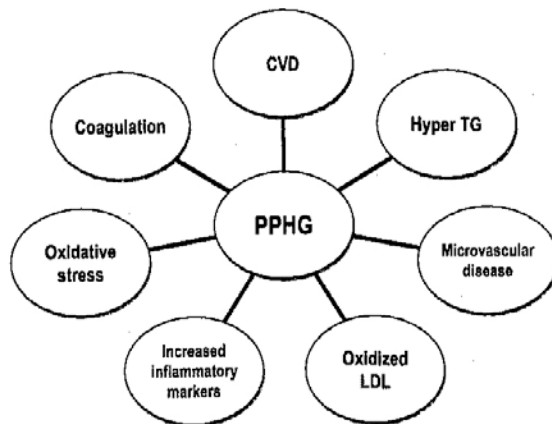 CVD
Coagulation
Hyper TG
PPHG
Oxidative
stress
Microvascular
disease
Increased
inflammatory
markers
Oxidized
LDL